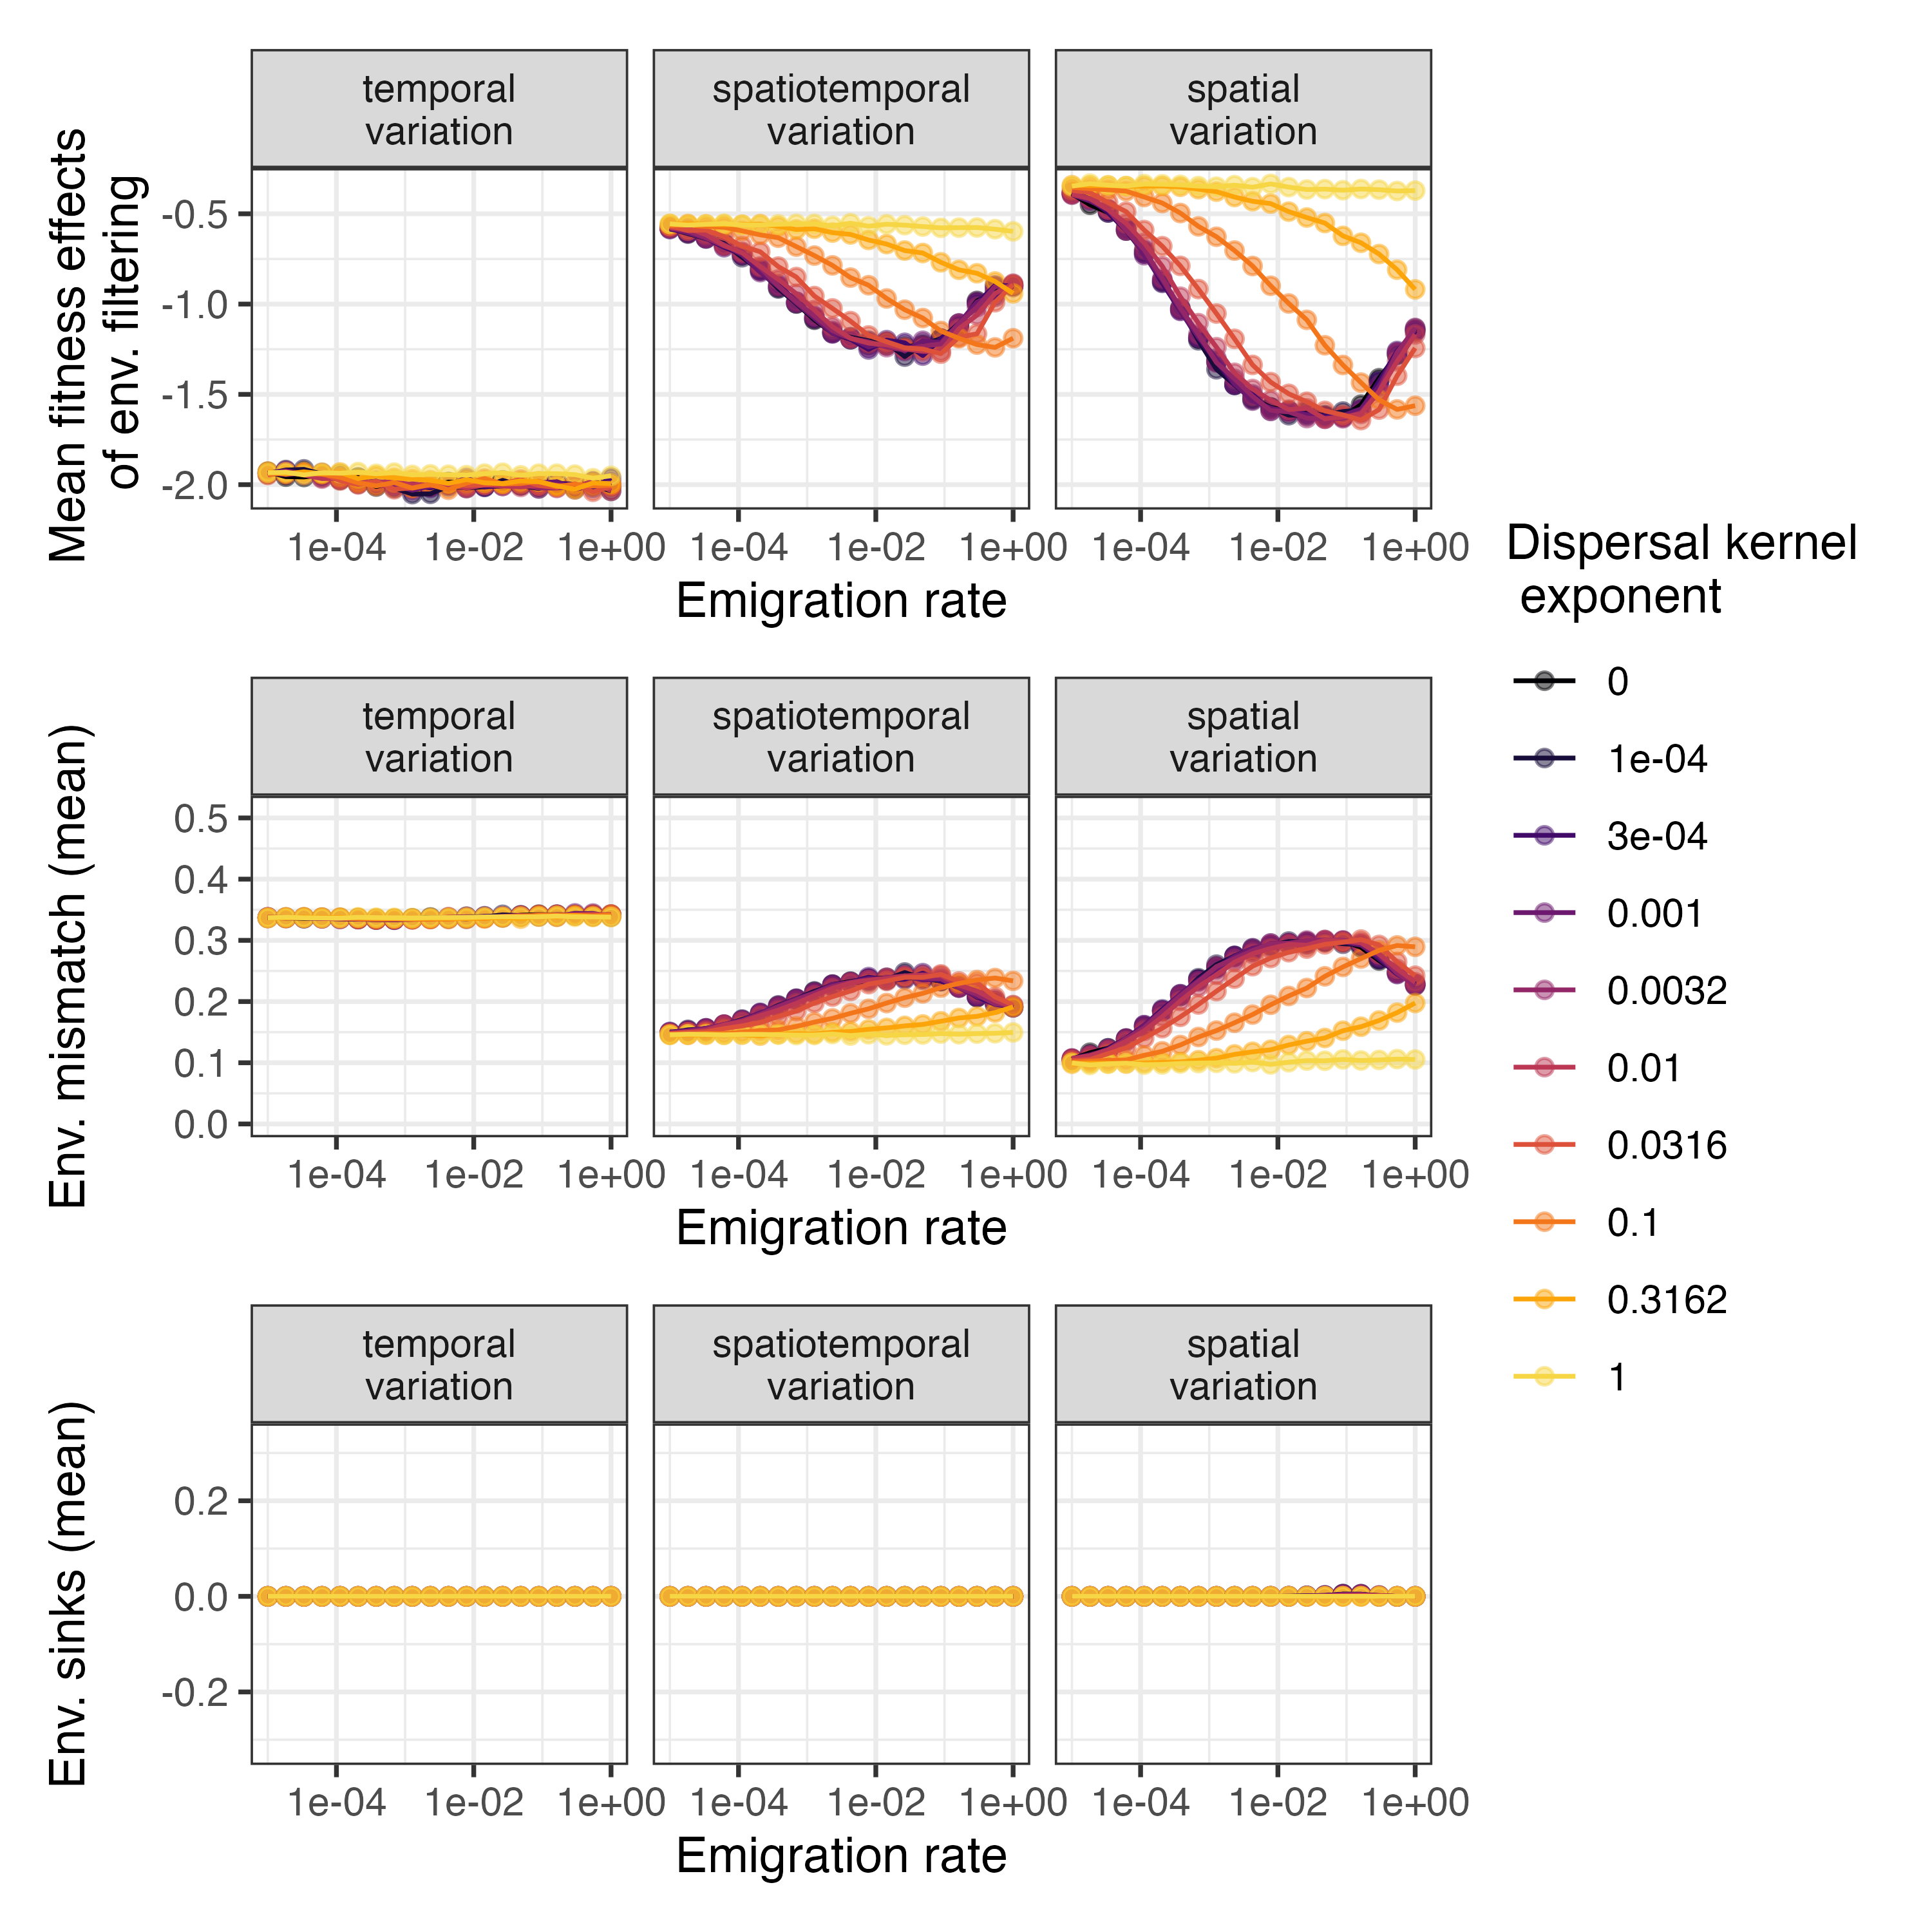 Mean fitness effects
of env. filtering
temporal
variation
spatiotemporal
variation
spatial
variation
-0.5
-1.0
-1.5
-2.0
1e-04 1e-02 1e+00 1e-04 1e-02 1e+00 1e-04 1e-02 1e+00
Emigration rate
Env. mismatch (mean)
temporal
variation
spatiotemporal
variation
spatial
variation
0.5
0.4
0.3
0.2
0.1
0.0
1e-04 1e-02 1e+00 1e-04 1e-02 1e+00 1e-04 1e-02 1e+00
Emigration rate
Env. sinks (mean)
temporal
variation
spatiotemporal
variation
spatial
variation
0.2
0.0
-0.2
1e-04 1e-02 1e+00 1e-04 1e-02 1e+00 1e-04 1e-02 1e+00
Emigration rate
Dispersal kernel
exponent
0
1e-04
3e-04
0.001
0.0032
0.01
0.0316
0.1
0.3162
1